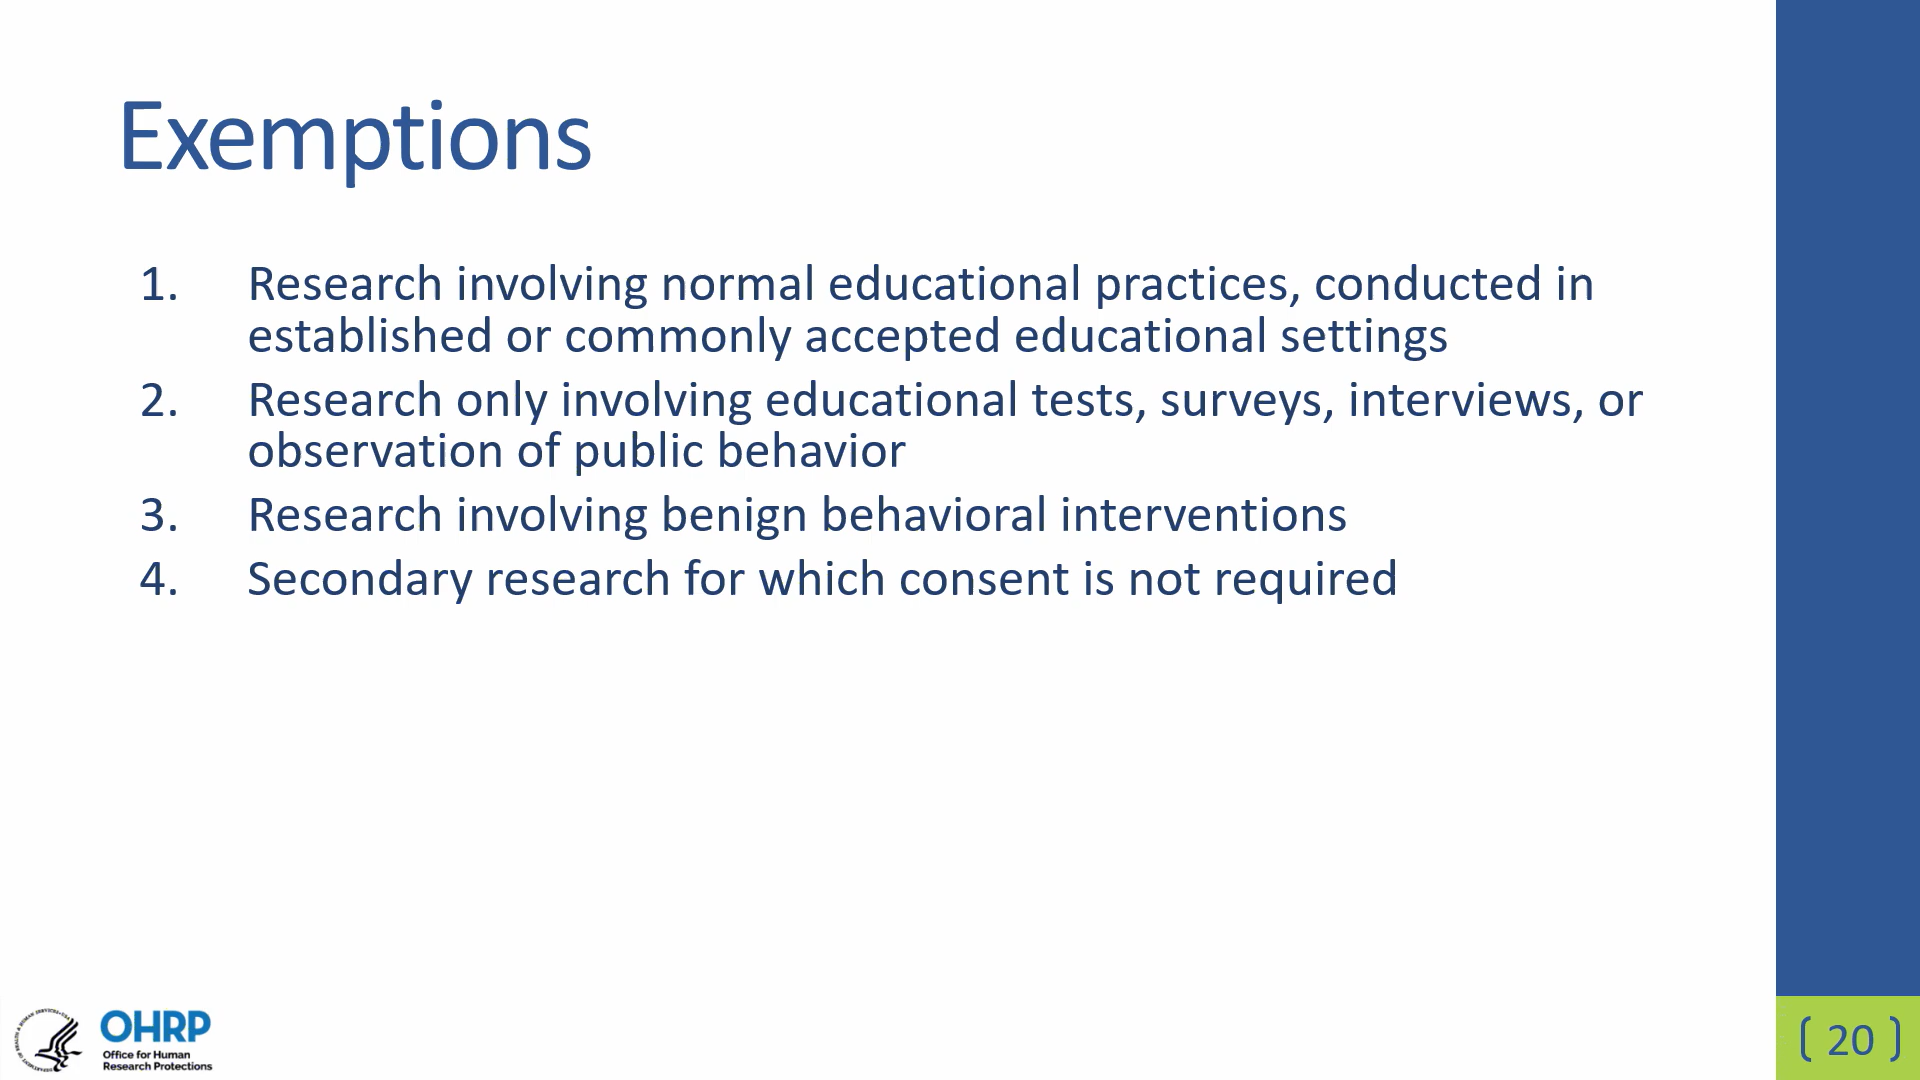 Exemptions
1. Research involving normal educational practices, conducted in
established or commonly accepted educational settings
2. Research only involving educational tests, surveys, interviews, or
observation of public behavior
3. Research involving benign behavioral interventions
4. Secondary research for which consent is not required
OHRP
Office for Human
Research Protections
[ 20 ]